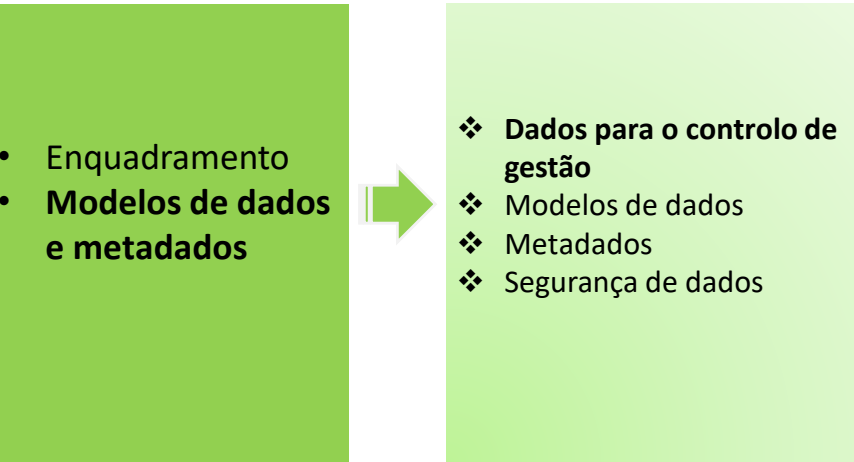 • Enquadramento
• Modelos de dados
e metadados
❖ Dados para o controlo de
gestão
❖ Modelos de dados
❖ Metadados
❖ Segurança de dados